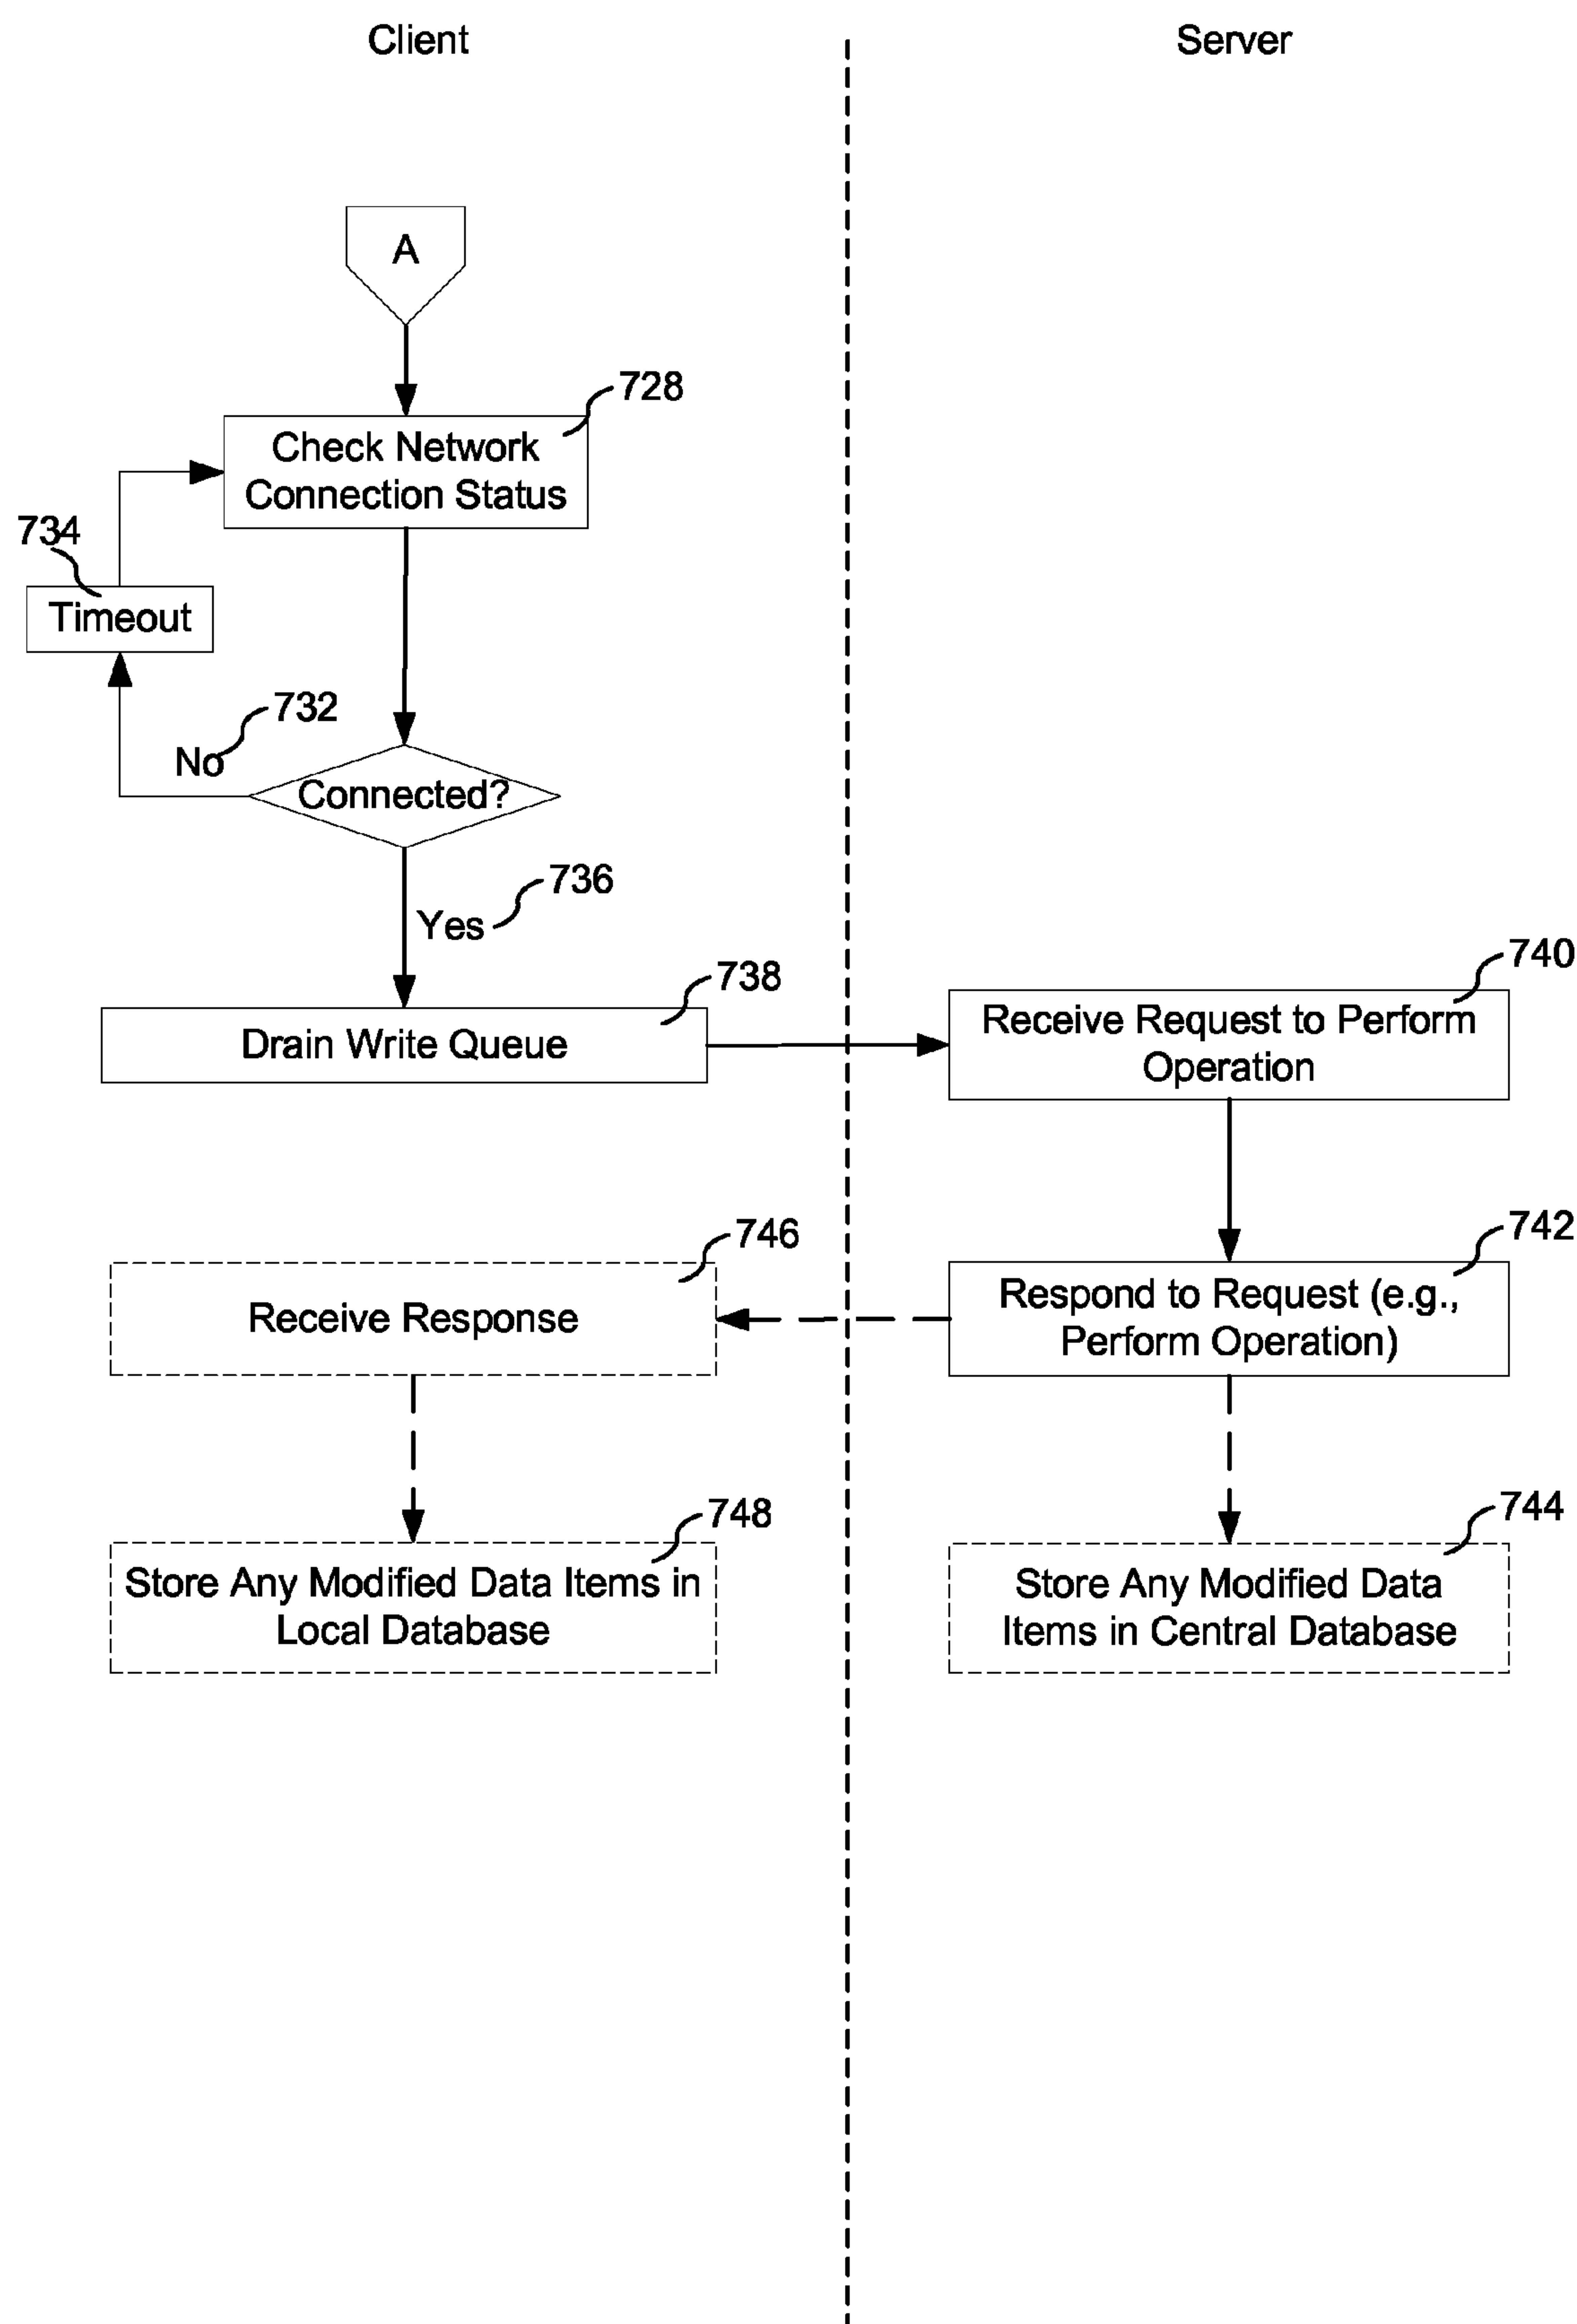 Client
Server
A
728
Check Network
Connection Status
734
Timeout
732
No
Connected?
736
Yes
738
Drain Write Queue
740
Receive Request to Perform
Operation
746
Receive Response
742
Respond to Request (e.g.,
Perform Operation)
748
Store Any Modified Data Items in
Local Database
744
Store Any Modified Data
Items in Central Database